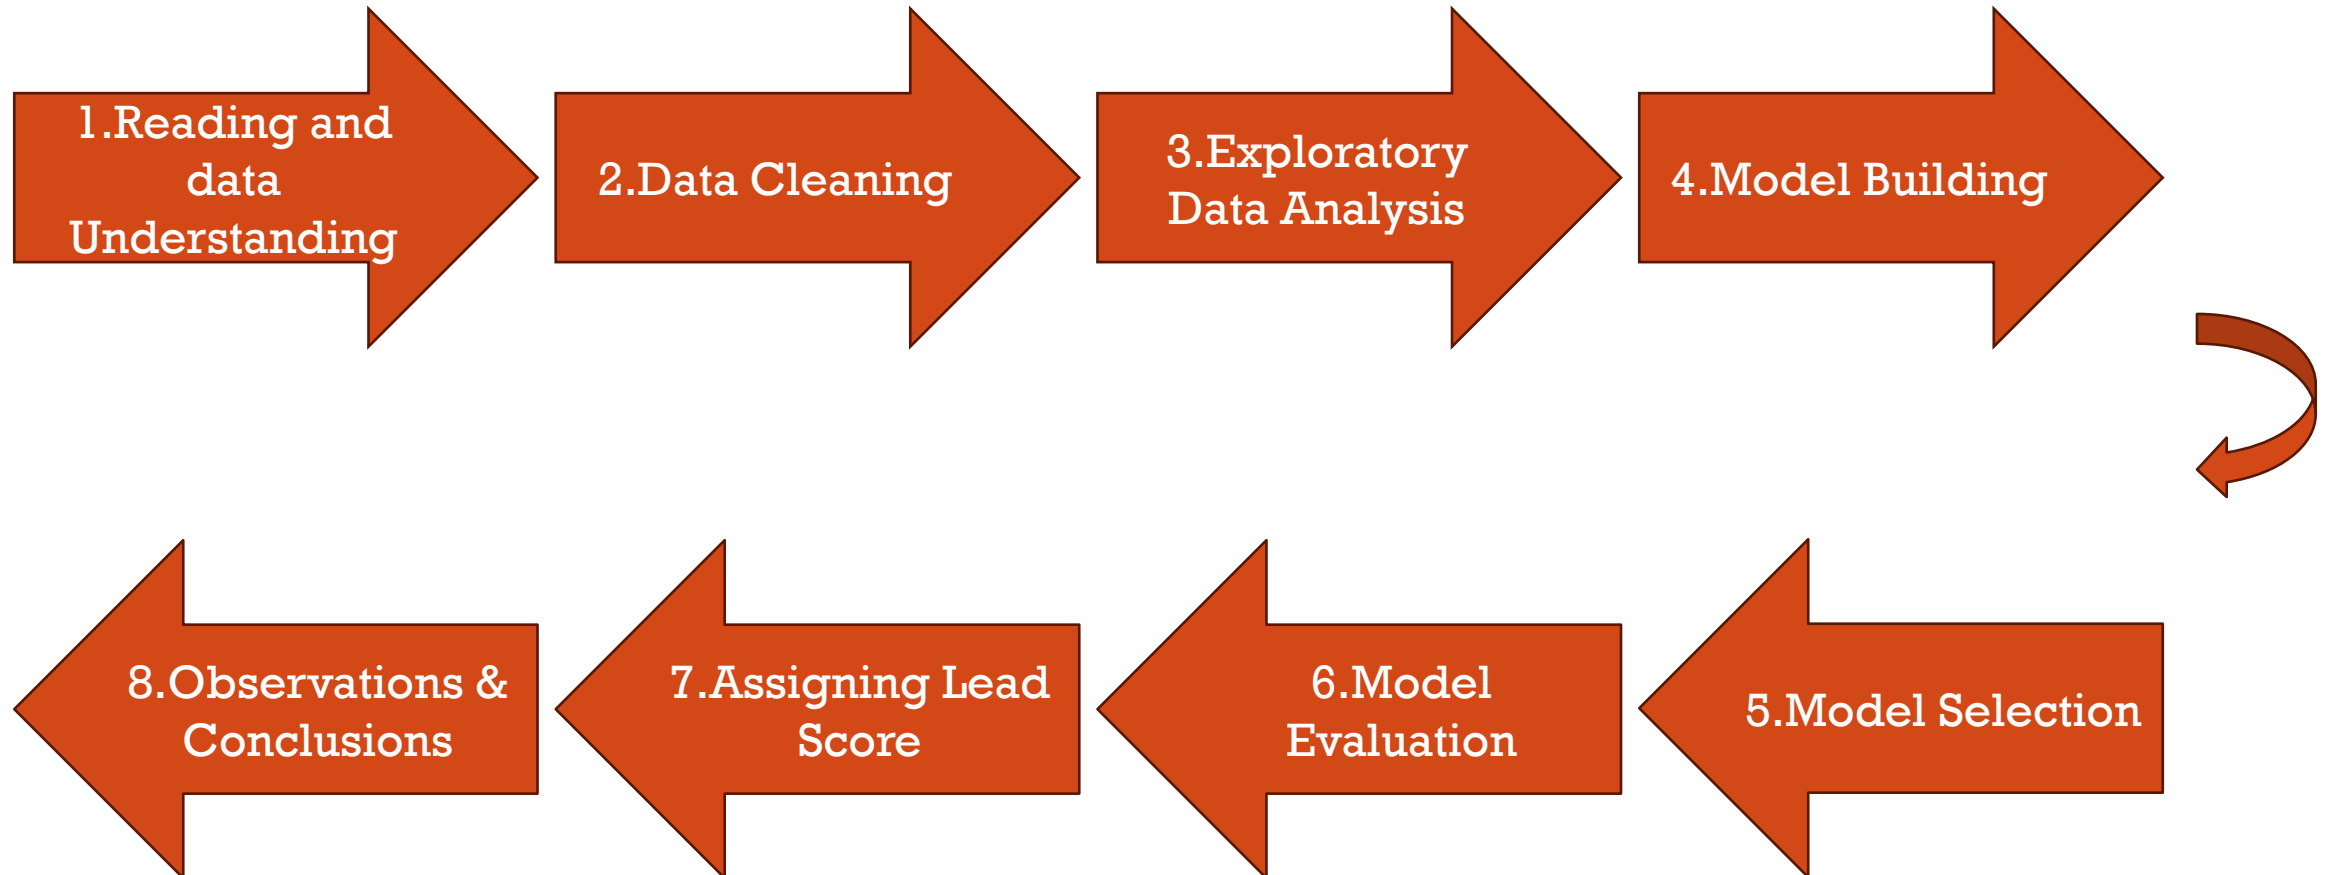 1.Reading and
data
Understanding
2.Data Cleaning
3.Exploratory
Data Analysis
4.Model Building
5.Model Selection
6.Model
Evaluation
7.Assigning Lead
Score
8.Observations &
Conclusions